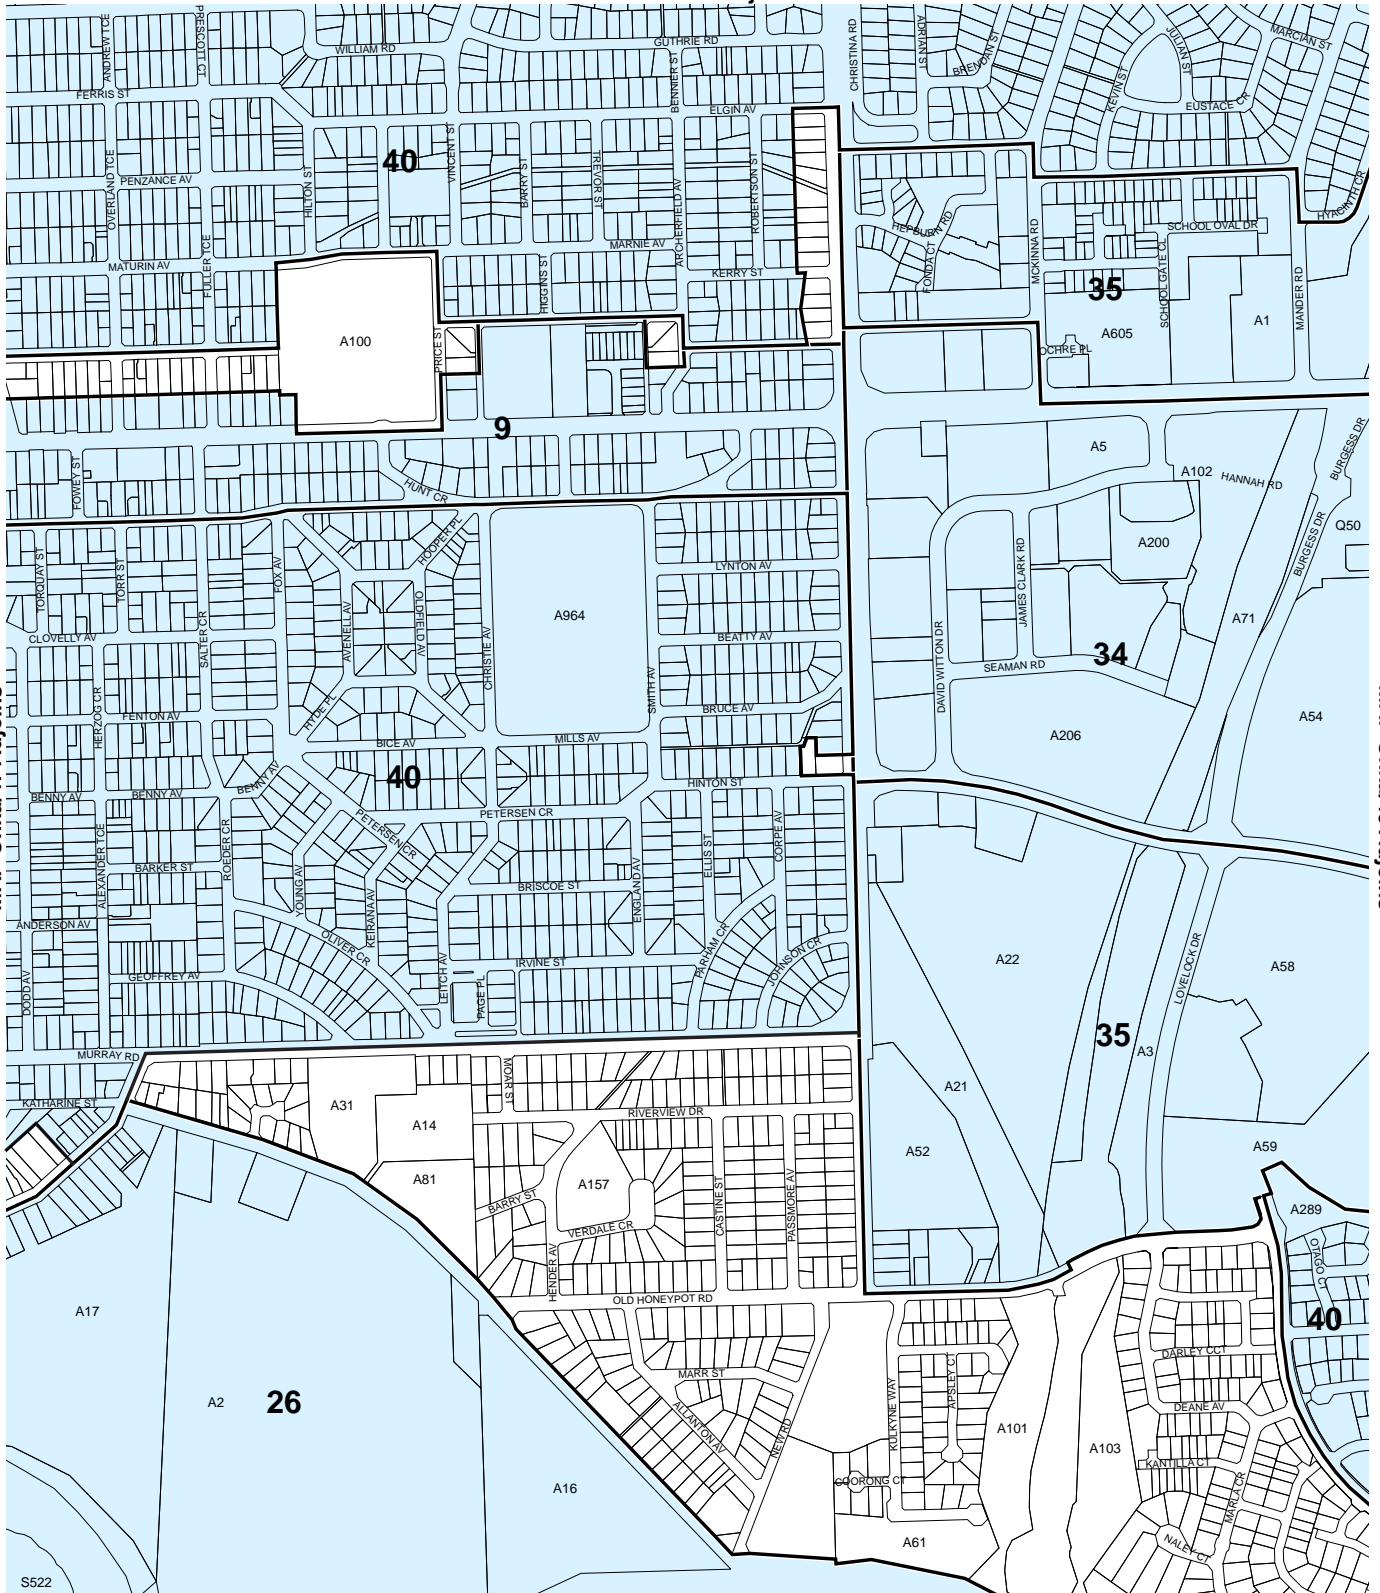 ANDREW TCE
PRESCOTT CT
WILLIAM RD
GUTHRIE RD
CHRISTINA RD
ADRIAN ST
BRENDAN ST
JULIAN ST
MARCIAN ST
FERRIS ST
BENNIER ST
ELGIN AV
KEVIN ST
EUSTACE CR
40
OVERLAND TCE
PENZANCE AV
HILTON ST
VINCENT ST
BARRY ST
TREVOR ST
ARCHERFIELD AV
ROBERTSON ST
HYACINTH CR
HEPBURN RD
SCHOOL OVAL DR
MATURIN AV
FULLER TCE
MARNIE AV
HIGGINS ST
KERRY ST
FONDA CT
MCKINNA RD
35
SCHOOL GATE CL
MANDER RD
A100
PRICE ST
A605
A1
OCHRE PL
9
A5
BURGESS DR
FOWEY ST
HUNT CR
A102
HANNAH RD
Q50
HOOPER PL
A200
BURGESS DR
TORQUAY ST
TORR ST
FOX AV
LYNTON AV
JAMES CLARK RD
AVENELL AV
OLDFIELD AV
A964
A71
CLOVELLY AV
SALTER CR
CHRISTIE AV
BEATTY AV
34
DAVID WITTON DR
SEAMAN RD
HERZOG CR
FENTON AV
HYDE PL
SMITH AV
BRUCE AV
A54
BICE AV
MILLS AV
A206
40
BENNY AV
BENNY AV
BENNY AV
HINTON ST
PETERSEN CR
PETERSEN CR
CORPE AV
ALEXANDER TCE
ROEDER CR
BARKER ST
ELLIS ST
YOUNG AV
KEIRANA AV
BRISCOE ST
ENGLAND AV
ANDERSON AV
OLIVER CR
PARHAM CR
JOHNSON CR
A22
LOVELOCK DR
A58
DODD AV
GEOFFREY AV
LEITCH AV
PAGE PL
IRVINE ST
35
MURRAY RD
A3
KATHARINE ST
A31
MOAR ST
A21
A14
RIVERVIEW DR
A52
A59
A81
A157
CASTINE ST
PASSMORE AV
BARRY ST
VERDALE CR
A289
HENDER AV
OTAGO CT
A17
OLD HONEYPOT RD
40
DARLEY CCT
MARR ST
A2
26
ALLANTON AV
KULKYNE WAY
APSLEY CT
DEANE AV
NEW RD
A101
A103
KANTILLA CT
A16
COORONG CT
MARLA CR
A61
NALEY CT
S522